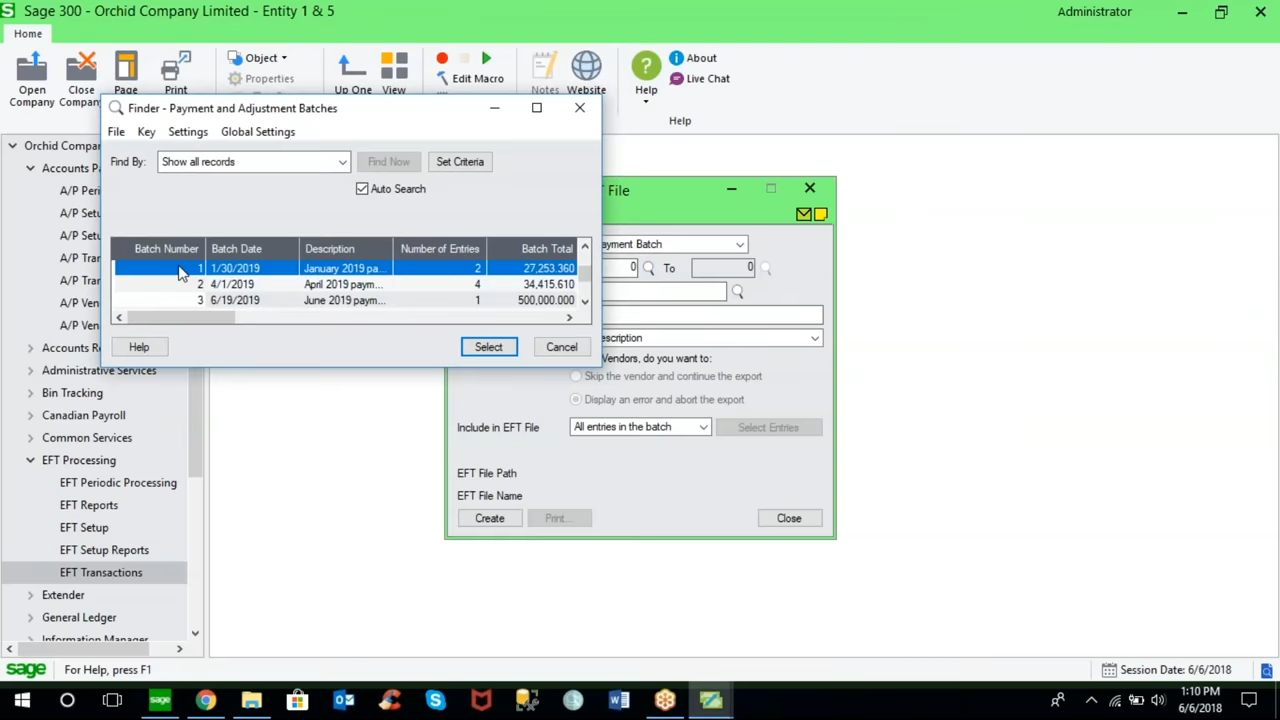 Sage 300 - Orchid Company Limited - Entity 1 & 5
Administrator
Home
Object
Properties
Edit Macro
About
Live Chat
Open Company
Close Company
Page
Print
Up One
View
Notes
Website
Help
Help
Finder - Payment and Adjustment Batches
File Key Settings Global Settings
Find By: Show all records Find Now Set Criteria
Auto Search
Batch Number Batch Date Description Number of Entries Batch Total
1 1/30/2019 January 2019 pa... 2 27,253.360
2 4/1/2019 April 2019 paym... 4 34,415.610
3 6/19/2019 June 2019 paym... 1 500,000.000
Help Select Cancel
T File
ayment Batch
0 To 0
escription
Vendors, do you want to:
Skip the vendor and continue the export
Display an error and abort the export
Include in EFT File All entries in the batch Select Entries
EFT File Path
EFT File Name
Create Print... Close
Orchid Compa
Accounts Pa
A/P Peri
A/P Setu
A/P Setu
A/P Tran
A/P Tran
A/P Ven
A/P Ven
Accounts Re
Administrative Services
Bin Tracking
Canadian Payroll
Common Services
EFT Processing
EFT Periodic Processing
EFT Reports
EFT Setup
EFT Setup Reports
EFT Transactions
Extender
General Ledger
Information Manager
sage For Help, press F1
Session Date: 6/6/2018
sage
1:10 PM
6/6/2018